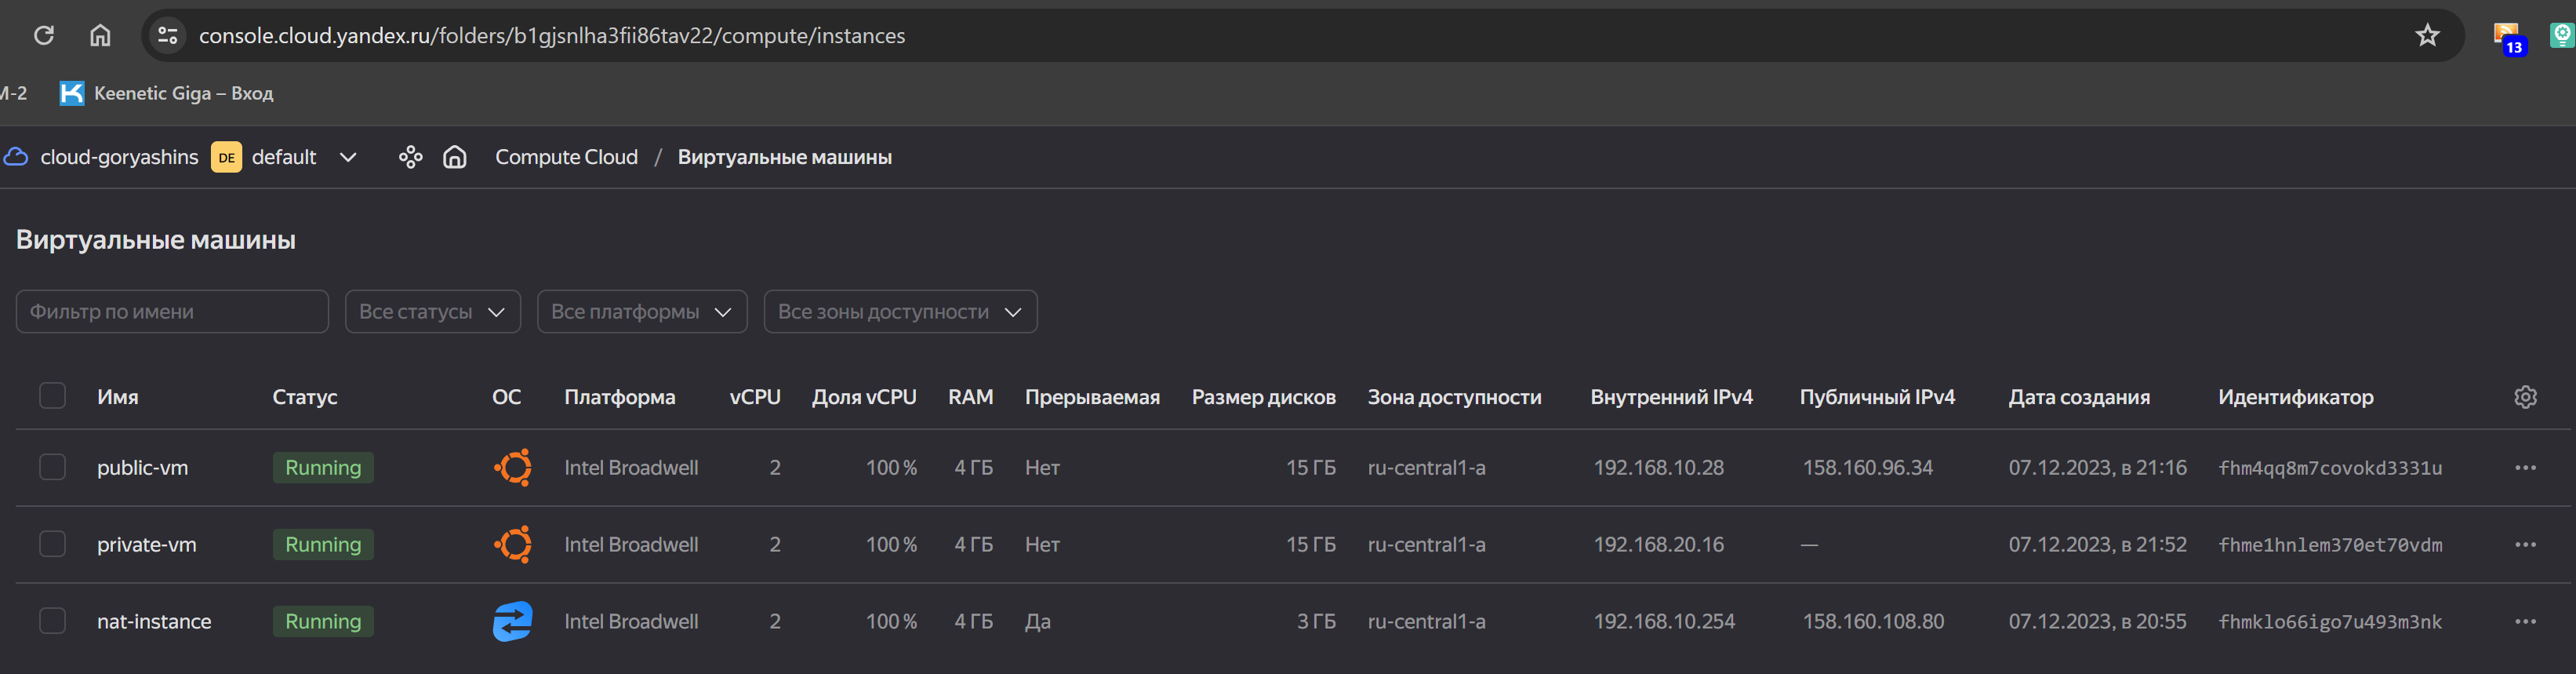 console.cloud.yandex.ru/folders/b1gjsnlha3fii86tav22/compute/instances 13
M-2 Keenetic Giga – Вход
cloud-goryashins DE default Compute Cloud / Виртуальные машины
Виртуальные машины
Фильтр по имени Все статусы Все платформы Все зоны доступности
Имя Статус ОС Платформа vCPU Доля vCPU RAM Прерываемая Размер дисков Зона доступности Внутренний IPv4 Публичный IPv4 Дата создания Идентификатор
public-vm Running Intel Broadwell 2 100 % 4 ГБ Нет 15 ГБ ru-central1-a 192.168.10.28 158.160.96.34 07.12.2023, в 21:16 fhm4qq8m7covokd3331u
private-vm Running Intel Broadwell 2 100 % 4 ГБ Нет 15 ГБ ru-central1-a 192.168.20.16 — 07.12.2023, в 21:52 fhme1hnlem370et70vdm
nat-instance Running Intel Broadwell 2 100 % 4 ГБ Да 3 ГБ ru-central1-a 192.168.10.254 158.160.108.80 07.12.2023, в 20:55 fhmklo66igo7u493m3nk